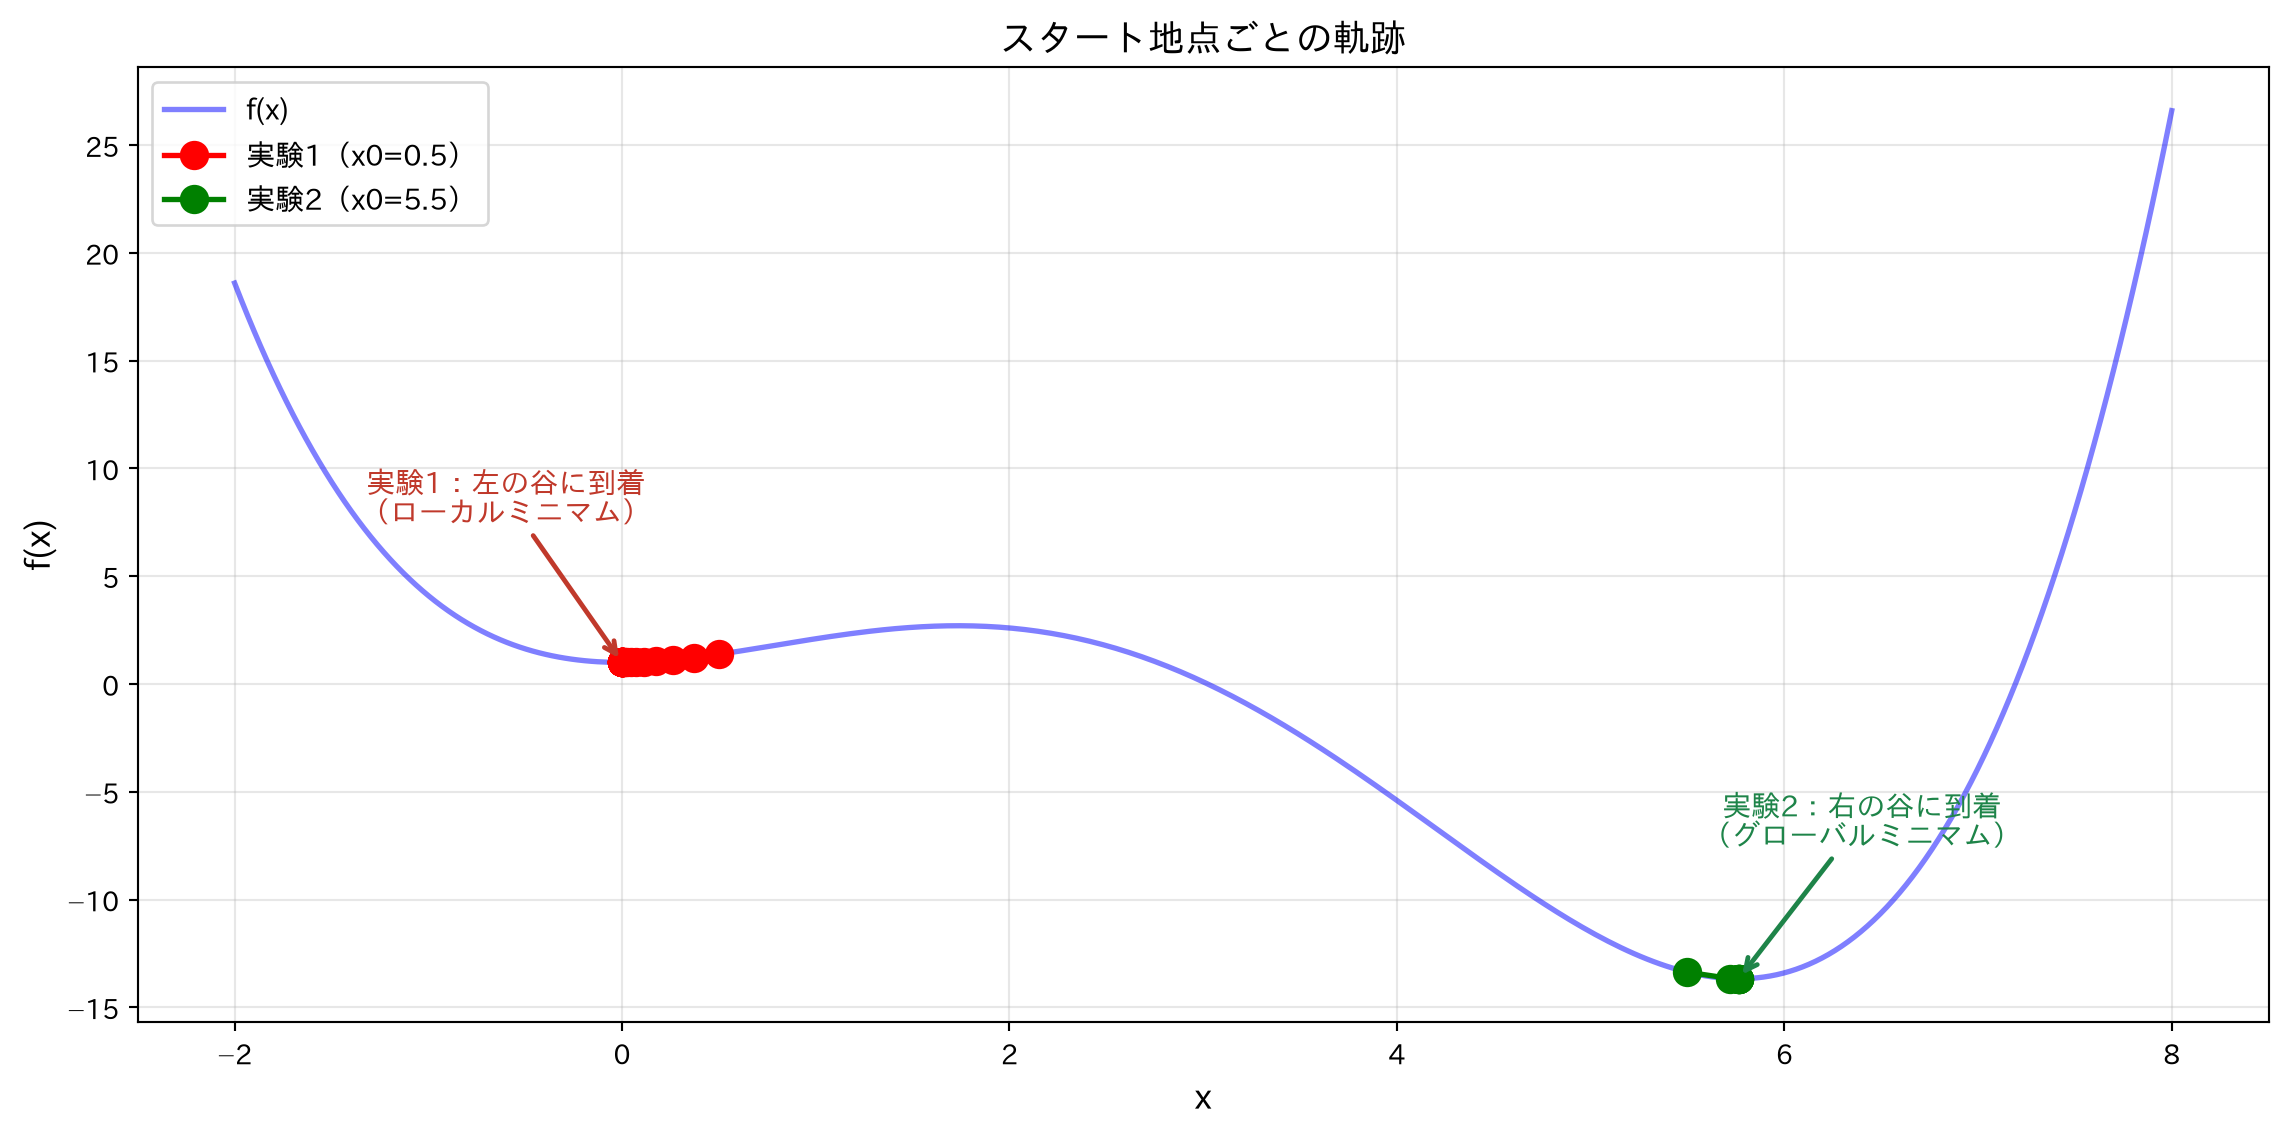 スタート地点ごとの軌跡
f(x)
実験1（x0=0.5）
実験2（x0=5.5）
25
20
15
10
5
0
−5
−10
−15
f(x)
実験1：左の谷に到着
（ローカルミニマム）
実験2：右の谷に到着
（グローバルミニマム）
−2
0
2
4
6
8
x